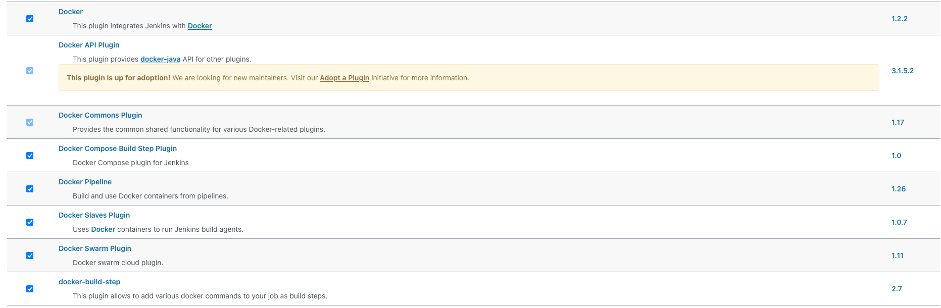 Docker
This plugin integrates Jenkins with Docker
1.2.2
Docker API Plugin
This plugin provides docker-java API for other plugins.
This plugin is up for adoption! We are looking for new maintainers. Visit our Adopt a Plugin initiative for more information.
3.1.5.2
Docker Commons Plugin
Provides the common shared functionality for various Docker-related plugins.
1.17
Docker Compose Build Step Plugin
Docker Compose plugin for Jenkins
1.0
Docker Pipeline
Build and use Docker containers from pipelines.
1.26
Docker Slaves Plugin
Uses Docker containers to run Jenkins build agents.
1.0.7
Docker Swarm Plugin
Docker swarm cloud plugin.
1.11
docker-build-step
This plugin allows to add various docker commands to your job as build steps.
2.7